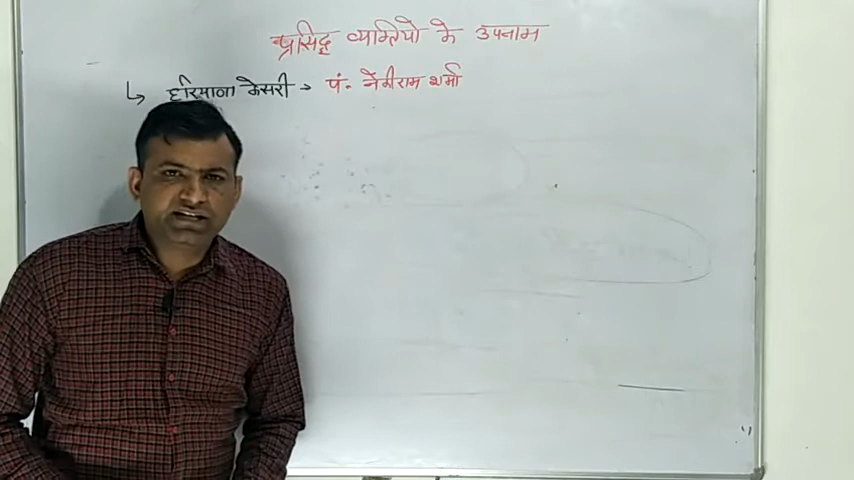 प्रसिद्ध व्यक्तियो के उपनाम
↳ हरियाणा केसरी → पं. नेकीराम शर्मा